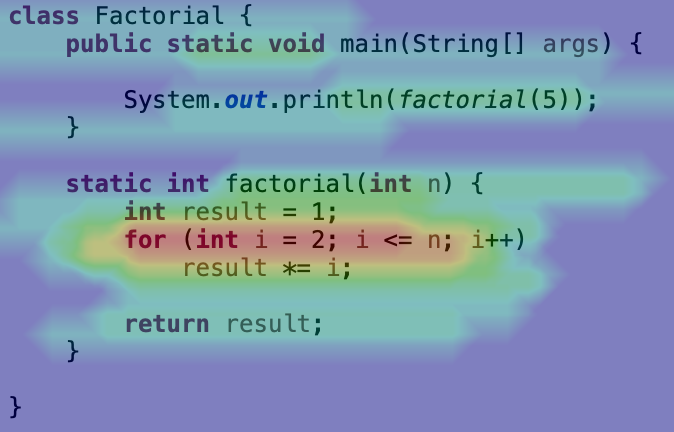 class Factorial {
    public static void main(String[] args) {
        System.out.println(factorial(5));
    }
    static int factorial(int n) {
        int result = 1;
        for (int i = 2; i <= n; i++)
            result *= i;
        return result;
    }
}